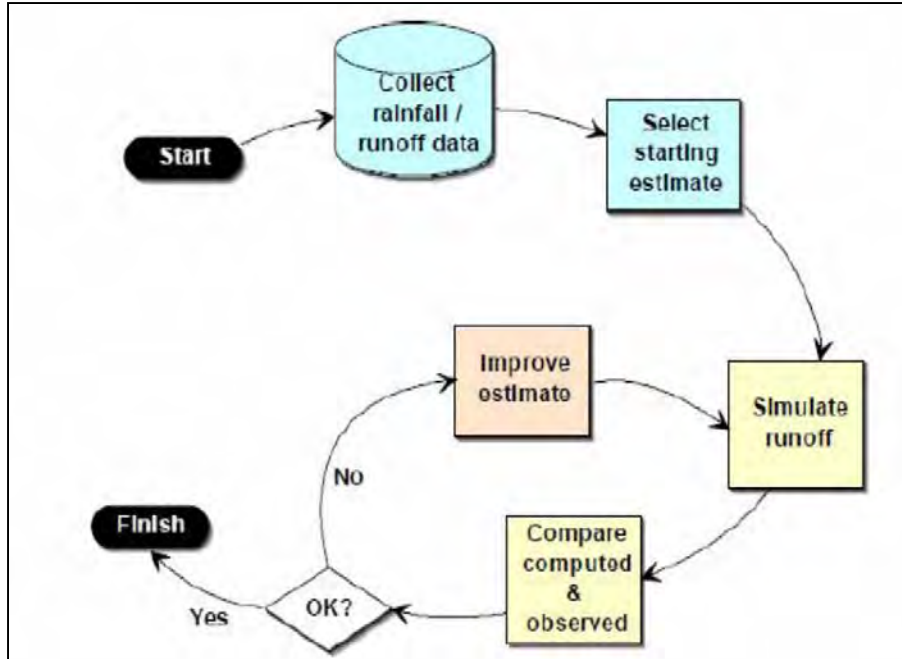 Start
Collect
rainfall /
runoff data
Select
starting
estimate
Simulate
runoff
Improve
estimate
No
Compare
computed
&
observed
OK?
Yes
Finish